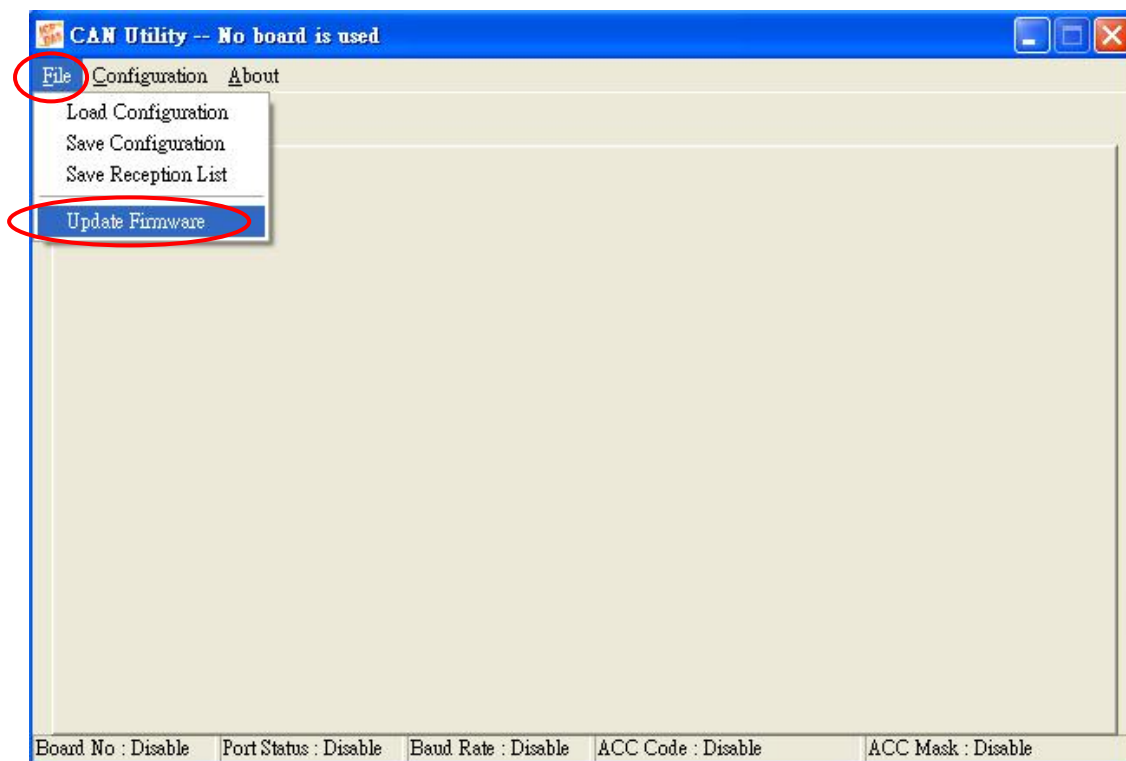 CAN Utility -- No board is used
File Configuration About
Load Configuration
Save Configuration
Save Reception List
Update Firmware
Board No : Disable Port Status : Disable Baud Rate : Disable ACC Code : Disable ACC Mask : Disable